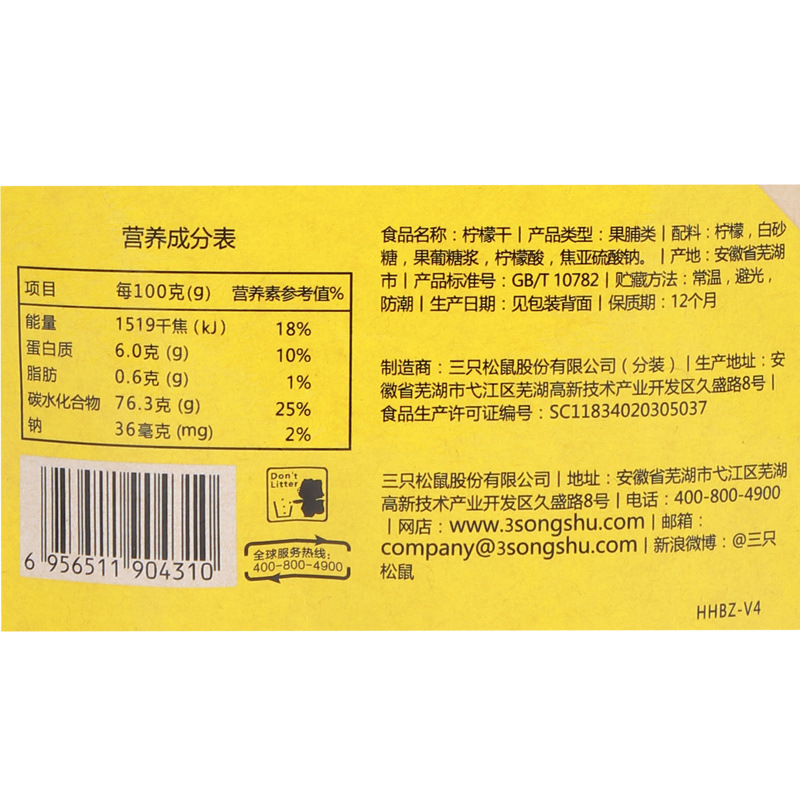 营养成分表
项目 每100克(g) 营养素参考值%
能量 1519千焦(kJ) 18%
蛋白质 6.0克 (g) 10%
脂肪 0.6克 (g) 1%
碳水化合物 76.3克 (g) 25%
钠 36毫克 (mg) 2%
6 956511 904310
Don't
Litter
全球服务热线:
400-800-4900
食品名称：柠檬干 | 产品类型：果脯类 | 配料：柠檬，白砂
糖，果葡糖浆，柠檬酸，焦亚硫酸钠。 | 产地：安徽省芜湖
市 | 产品标准号：GB/T 10782 | 贮藏方法：常温，避光，
防潮 | 生产日期：见包装背面 | 保质期：12个月
制造商：三只松鼠股份有限公司（分装）| 生产地址：安
徽省芜湖市弋江区芜湖高新技术产业开发区久盛路8号 |
食品生产许可证编号：SC11834020305037
三只松鼠股份有限公司 | 地址：安徽省芜湖市弋江区芜湖
高新技术产业开发区久盛路8号 | 电话：400-800-4900
| 网店：www.3songshu.com | 邮箱：
company@3songshu.com | 新浪微博：@三只
松鼠
HHBZ-V4